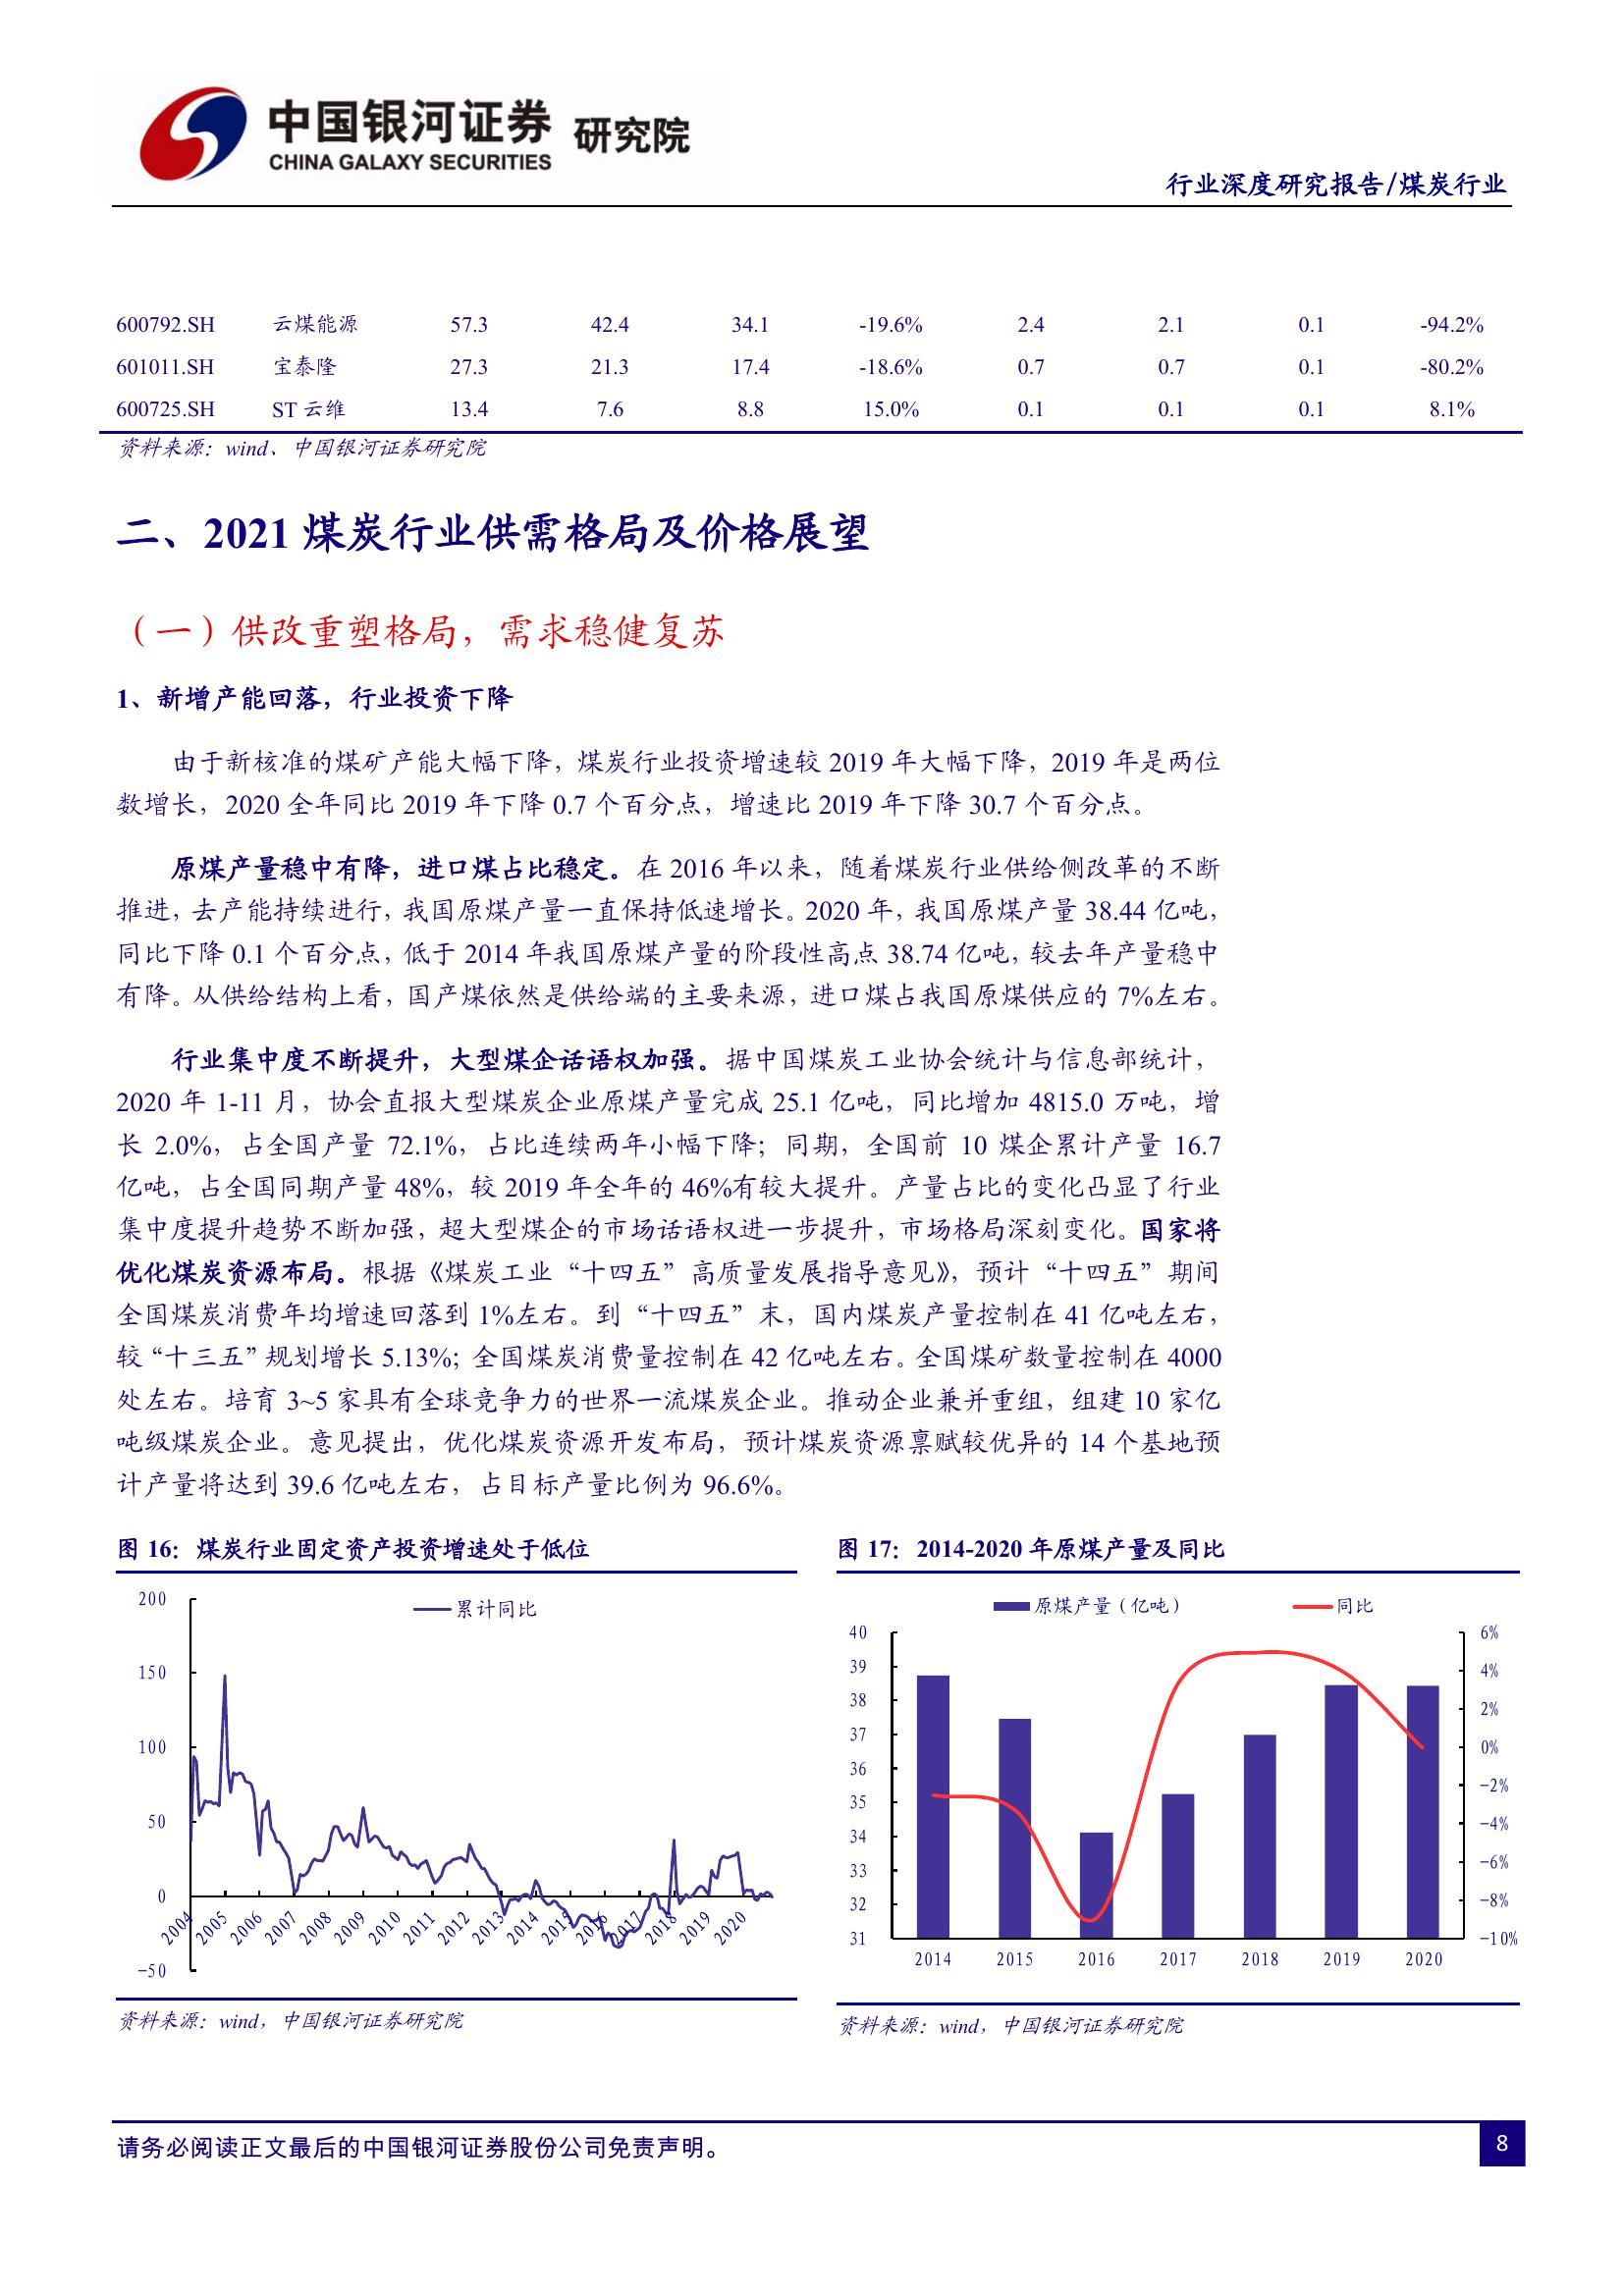 中国银河证券 研究院
CHINA GALAXY SECURITIES
行业深度研究报告/煤炭行业
600792.SH 云煤能源 57.3 42.4 34.1 -19.6% 2.4 2.1 0.1 -94.2%
601011.SH 宝泰隆 27.3 21.3 17.4 -18.6% 0.7 0.7 0.1 -80.2%
600725.SH ST 云维 13.4 7.6 8.8 15.0% 0.1 0.1 0.1 8.1%
资料来源：wind、中国银河证券研究院
二、2021 煤炭行业供需格局及价格展望
（一）供改重塑格局，需求稳健复苏
1、新增产能回落，行业投资下降
由于新核准的煤矿产能大幅下降，煤炭行业投资增速较 2019 年大幅下降，2019 年是两位
数增长，2020 全年同比 2019 年下降 0.7 个百分点，增速比 2019 年下降 30.7 个百分点。
原煤产量稳中有降，进口煤占比稳定。在 2016 年以来，随着煤炭行业供给侧改革的不断
推进，去产能持续进行，我国原煤产量一直保持低速增长。2020 年，我国原煤产量 38.44 亿吨，
同比下降 0.1 个百分点，低于 2014 年我国原煤产量的阶段性高点 38.74 亿吨，较去年产量稳中
有降。从供给结构上看，国产煤依然是供给端的主要来源，进口煤占我国原煤供应的 7%左右。
行业集中度不断提升，大型煤企话语权加强。据中国煤炭工业协会统计与信息部统计，
2020 年 1-11 月，协会直报大型煤炭企业原煤产量完成 25.1 亿吨，同比增加 4815.0 万吨，增
长 2.0%，占全国产量 72.1%，占比连续两年小幅下降；同期，全国前 10 煤企累计产量 16.7
亿吨，占全国同期产量 48%，较 2019 年全年的 46%有较大提升。产量占比的变化凸显了行业
集中度提升趋势不断加强，超大型煤企的市场话语权进一步提升，市场格局深刻变化。国家将
优化煤炭资源布局。根据《煤炭工业“十四五”高质量发展指导意见》，预计“十四五”期间
全国煤炭消费年均增速回落到 1%左右。到“十四五”末，国内煤炭产量控制在 41 亿吨左右，
较“十三五”规划增长 5.13%；全国煤炭消费量控制在 42 亿吨左右。全国煤矿数量控制在 4000
处左右。培育 3~5 家具有全球竞争力的世界一流煤炭企业。推动企业兼并重组，组建 10 家亿
吨级煤炭企业。意见提出，优化煤炭资源开发布局，预计煤炭资源禀赋较优异的 14 个基地预
计产量将达到 39.6 亿吨左右，占目标产量比例为 96.6%。
图 16：煤炭行业固定资产投资增速处于低位
累计同比
200
150
100
50
0
-50
2004 2005 2006 2007 2008 2009 2010 2011 2012 2013 2014 2015 2016 2017 2018 2019 2020
资料来源：wind，中国银河证券研究院
图 17：2014-2020 年原煤产量及同比
原煤产量（亿吨） 同比
40 6%
39 4%
38 2%
37 0%
36 -2%
35 -4%
34 -6%
33 -8%
32 -10%
31
2014 2015 2016 2017 2018 2019 2020
资料来源：wind，中国银河证券研究院
请务必阅读正文最后的中国银河证券股份公司免责声明。
8